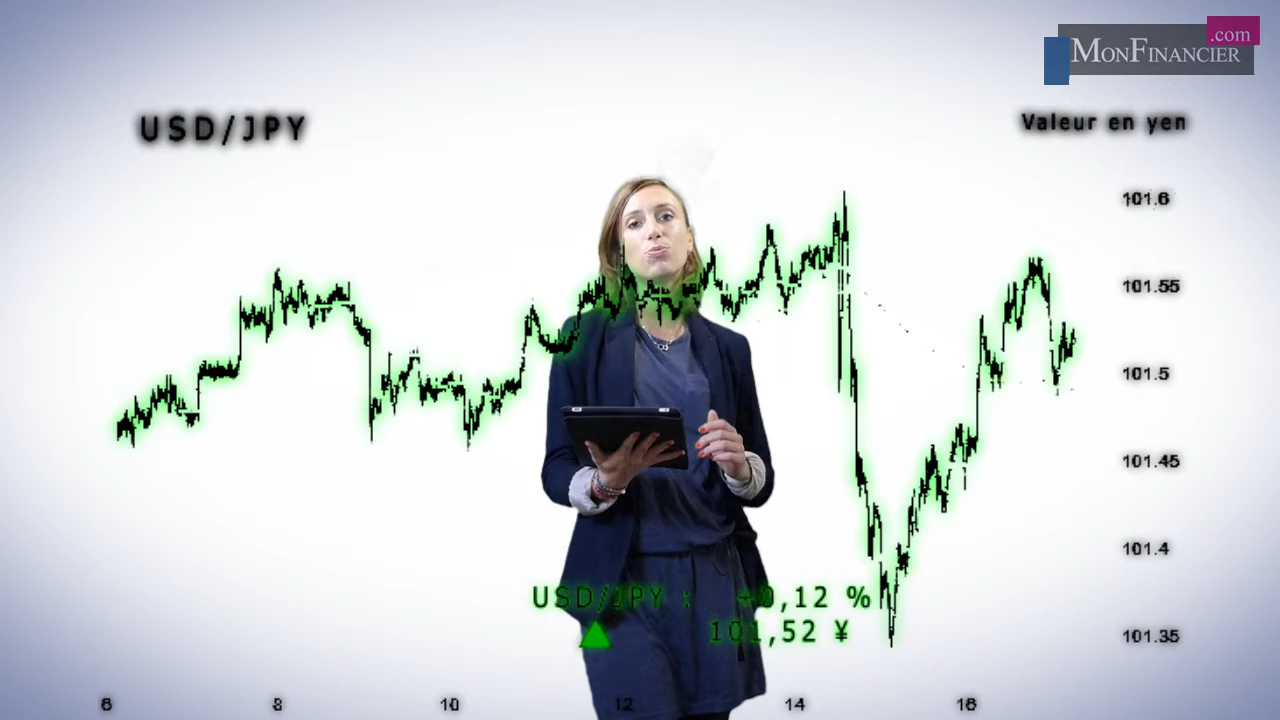 .com
MONFINANCIER
USD/JPY
Valeur en yen
101.6
101.55
101.5
101.45
101.4
101.35
USD/JPY : +0,12 %
101,52 ¥
6 8 10 12 14 16